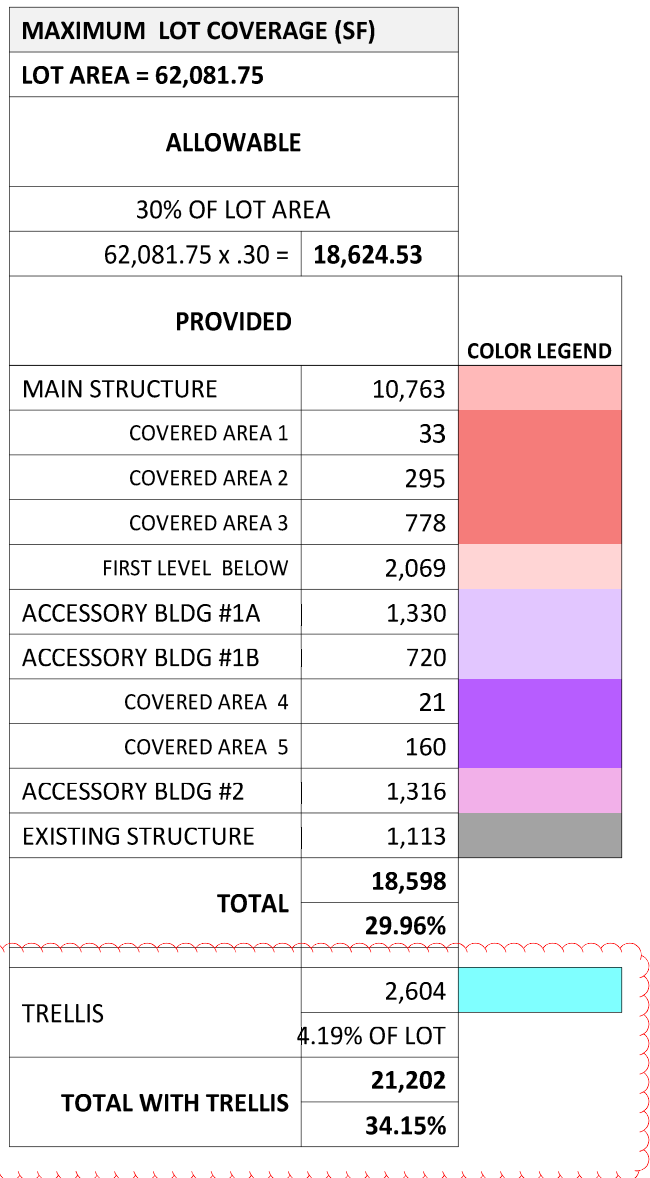 MAXIMUM LOT COVERAGE (SF)
LOT AREA = 62,081.75
ALLOWABLE
30% OF LOT AREA
62,081.75 x .30 = 18,624.53
PROVIDED
COLOR LEGEND
MAIN STRUCTURE 10,763
COVERED AREA 1 33
COVERED AREA 2 295
COVERED AREA 3 778
FIRST LEVEL BELOW 2,069
ACCESSORY BLDG #1A 1,330
ACCESSORY BLDG #1B 720
COVERED AREA 4 21
COVERED AREA 5 160
ACCESSORY BLDG #2 1,316
EXISTING STRUCTURE 1,113
TOTAL 18,598
29.96%
TRELLIS 2,604
4.19% OF LOT
TOTAL WITH TRELLIS 21,202
34.15%